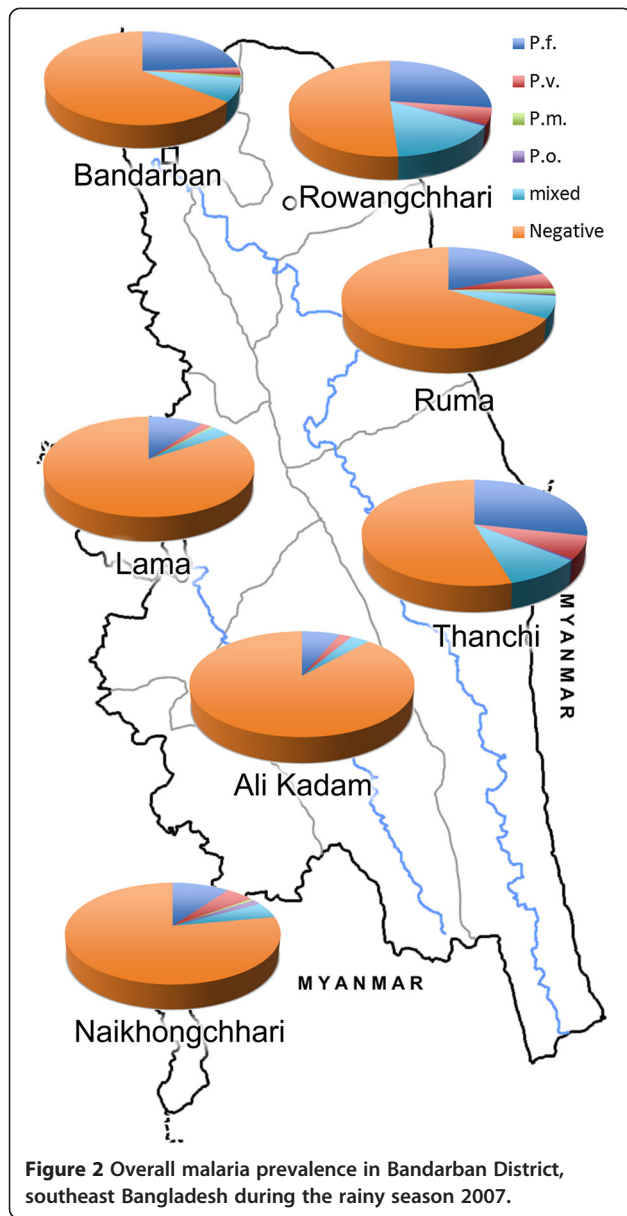 P.f.
P.v.
P.m.
P.o.
mixed
Negative
Bandarban
Rowangchhari
Ruma
Lama
Thanchi
MYANMAR
Ali Kadam
MYANMAR
Naikhongchhari
Figure 2 Overall malaria prevalence in Bandarban District,
southeast Bangladesh during the rainy season 2007.